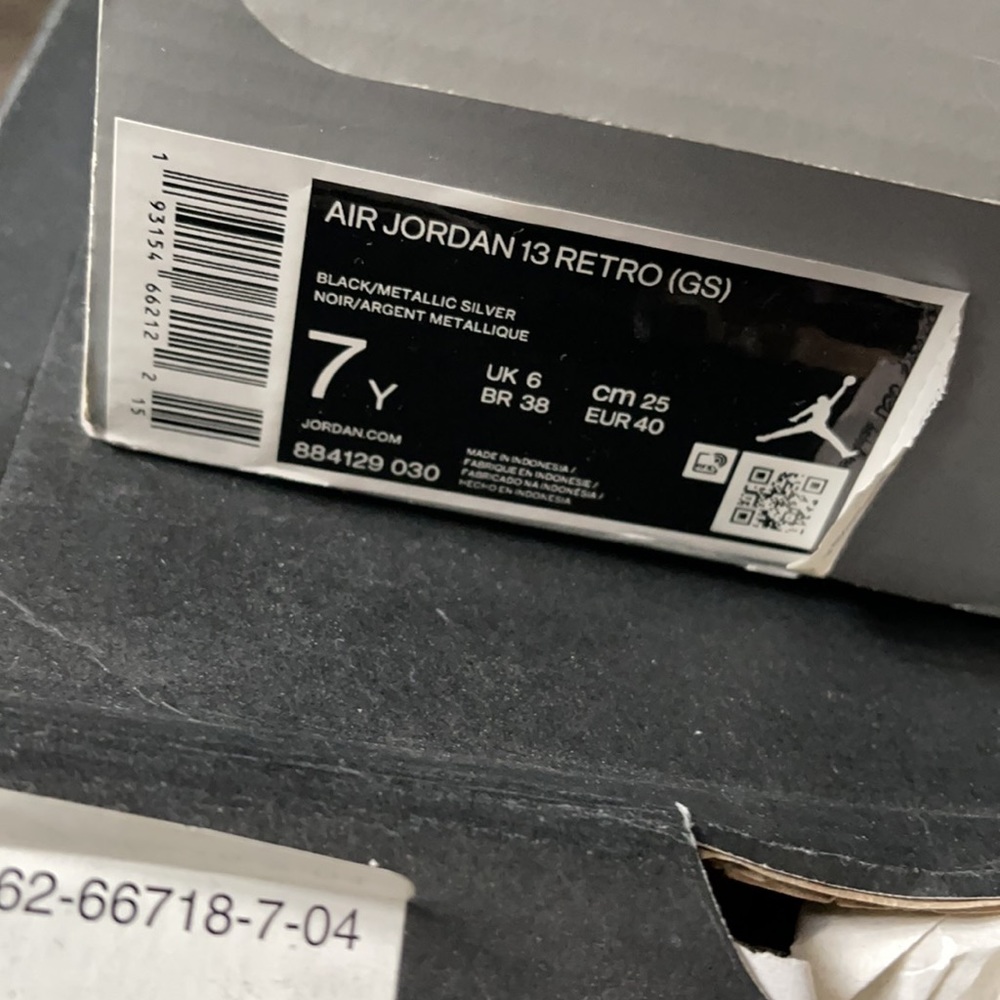 AIR JORDAN 13 RETRO (GS)
BLACK/METALLIC SILVER
NOIR/ARGENT METALLIQUE
7 Y
UK 6
BR 38
cm 25
EUR 40
JORDAN.COM
884129 030
MADE IN INDONESIA /
FABRIQUE EN INDONESIE /
FABRICADO NA INDONÉSIA /
HECHO EN INDONESIA
1 93154 66212 2 15
62-66718-7-04